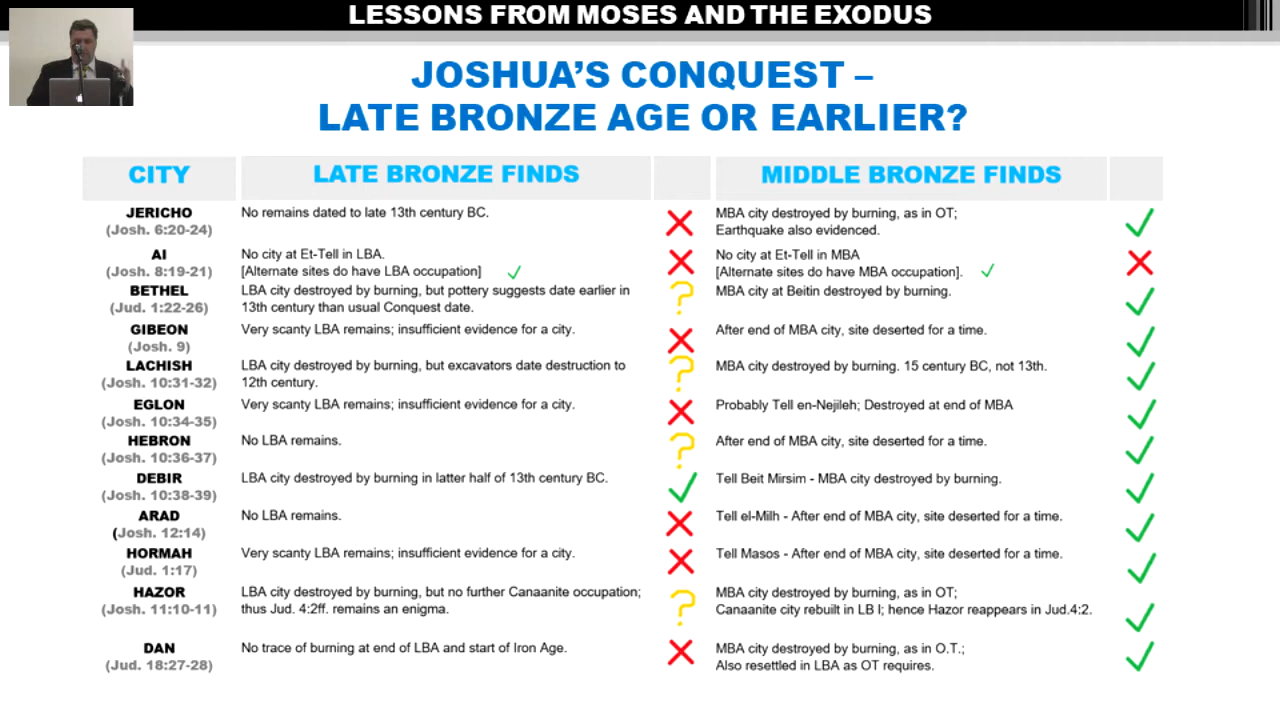 LESSONS FROM MOSES AND THE EXODUS
JOSHUA'S CONQUEST –
LATE BRONZE AGE OR EARLIER?
CITY
LATE BRONZE FINDS
MIDDLE BRONZE FINDS
JERICHO
(Josh. 6:20-24)
No remains dated to late 13th century BC.
MBA city destroyed by burning, as in OT;
Earthquake also evidenced.
AI
(Josh. 8:19-21)
No city at Et-Tell in LBA.
[Alternate sites do have LBA occupation]
No city at Et-Tell in MBA
[Alternate sites do have MBA occupation].
BETHEL
(Jud. 1:22-26)
LBA city destroyed by burning, but pottery suggests date earlier in
13th century than usual Conquest date.
MBA city at Beitin destroyed by burning.
GIBEON
(Josh. 9)
Very scanty LBA remains; insufficient evidence for a city.
After end of MBA city, site deserted for a time.
LACHISH
(Josh. 10:31-32)
LBA city destroyed by burning, but excavators date destruction to
12th century.
MBA city destroyed by burning. 15 century BC, not 13th.
EGLON
(Josh. 10:34-35)
Very scanty LBA remains; insufficient evidence for a city.
Probably Tell en-Nejileh; Destroyed at end of MBA
HEBRON
(Josh. 10:36-37)
No LBA remains.
After end of MBA city, site deserted for a time.
DEBIR
(Josh. 10:38-39)
LBA city destroyed by burning in latter half of 13th century BC.
Tell Beit Mirsim - MBA city destroyed by burning.
ARAD
(Josh. 12:14)
No LBA remains.
Tell el-Milh - After end of MBA city, site deserted for a time.
HORMAH
(Jud. 1:17)
Very scanty LBA remains; insufficient evidence for a city.
Tell Masos - After end of MBA city, site deserted for a time.
HAZOR
(Josh. 11:10-11)
LBA city destroyed by burning, but no further Canaanite occupation;
thus Jud. 4:2ff. remains an enigma.
MBA city destroyed by burning, as in OT;
Canaanite city rebuilt in LB I; hence Hazor reappears in Jud.4:2.
DAN
(Jud. 18:27-28)
No trace of burning at end of LBA and start of Iron Age.
MBA city destroyed by burning, as in O.T.;
Also resettled in LBA as OT requires.